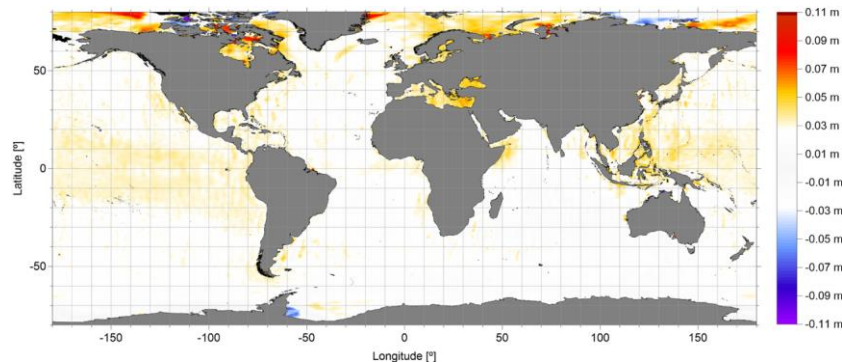 0.11 m
0.09 m
0.07 m
0.05 m
0.03 m
0.01 m
-0.01 m
-0.03 m
-0.05 m
-0.07 m
-0.09 m
-0.11 m
50
0
-50
Latitude [º]
-150 -100 -50 0 50 100 150
Longitude [º]